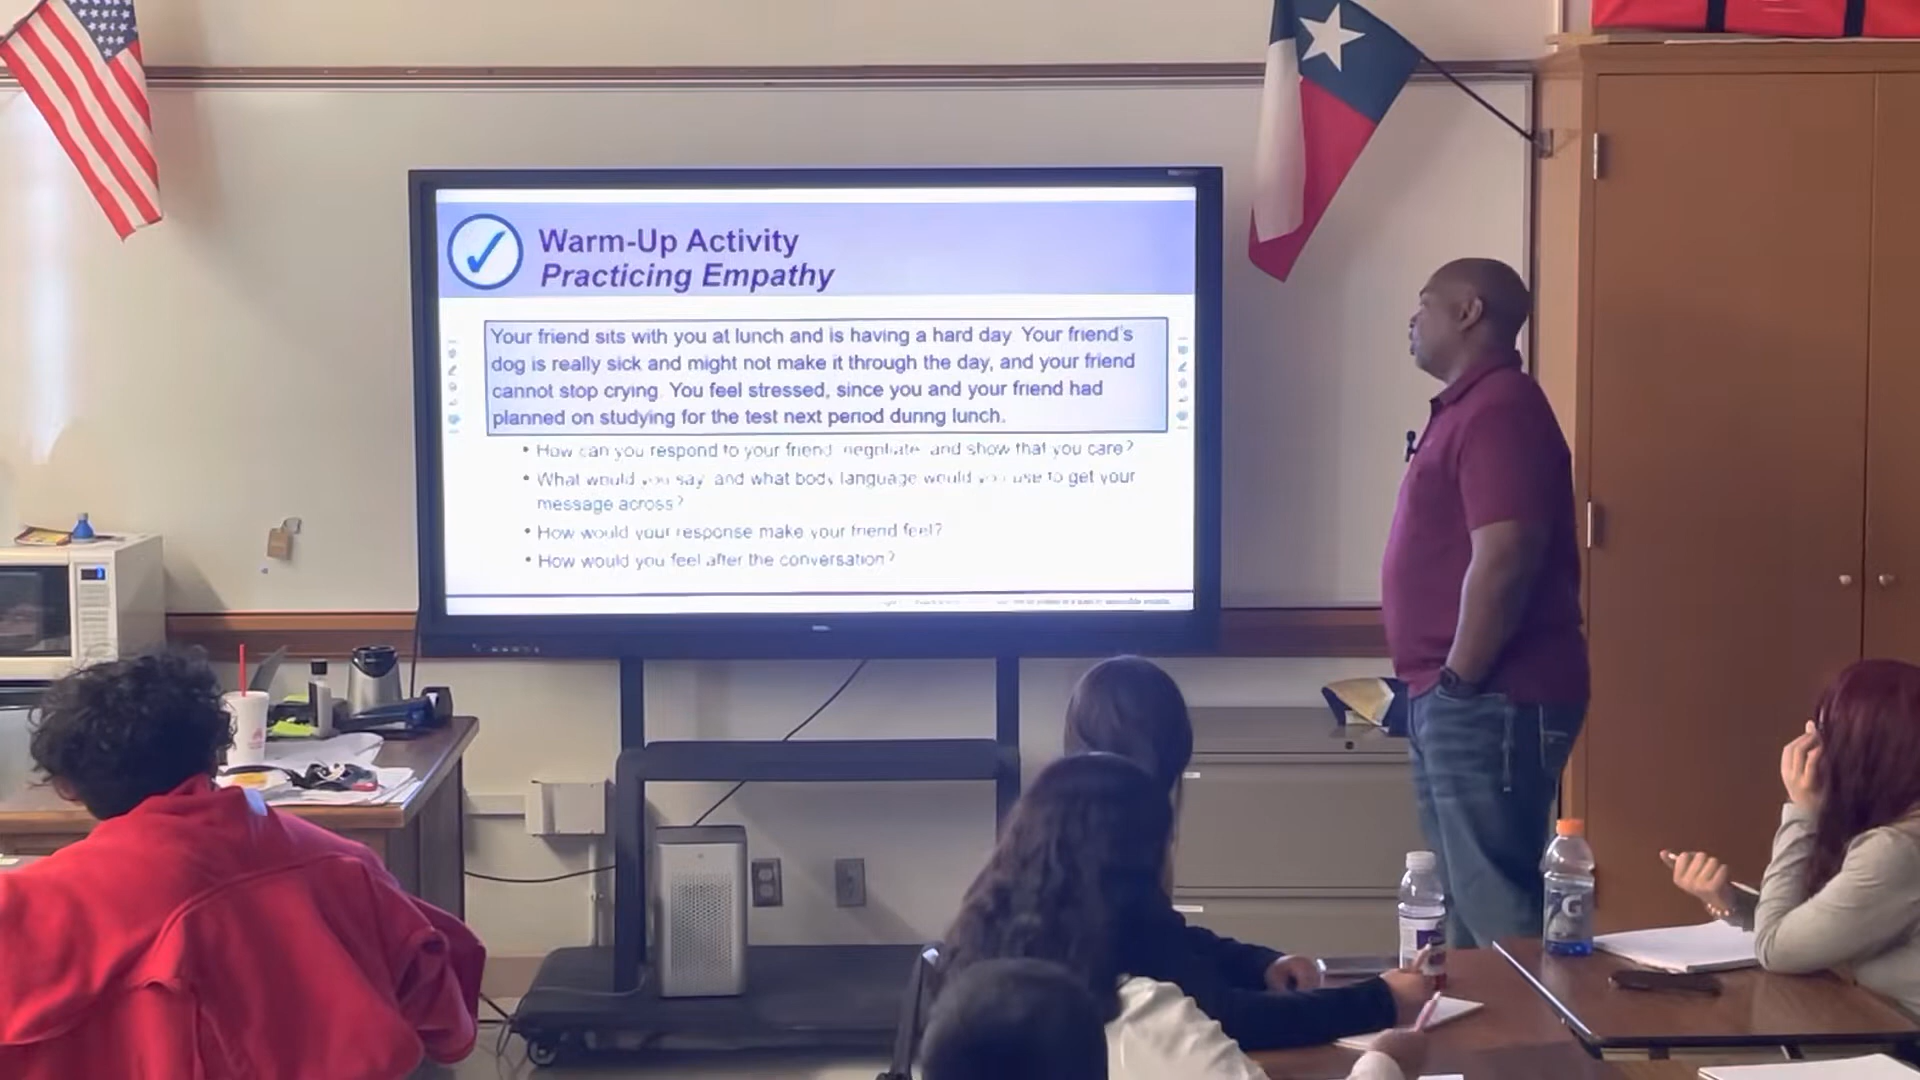 Warm-Up Activity
Practicing Empathy
Your friend sits with you at lunch and is having a hard day. Your friend's
dog is really sick and might not make it through the day, and your friend
cannot stop crying. You feel stressed, since you and your friend had
planned on studying for the test next period during lunch.
• How can you respond to your friend, negotiate, and show that you care?
• What would you say, and what body language would you use to get your
message across?
• How would your response make your friend feel?
• How would you feel after the conversation?
G